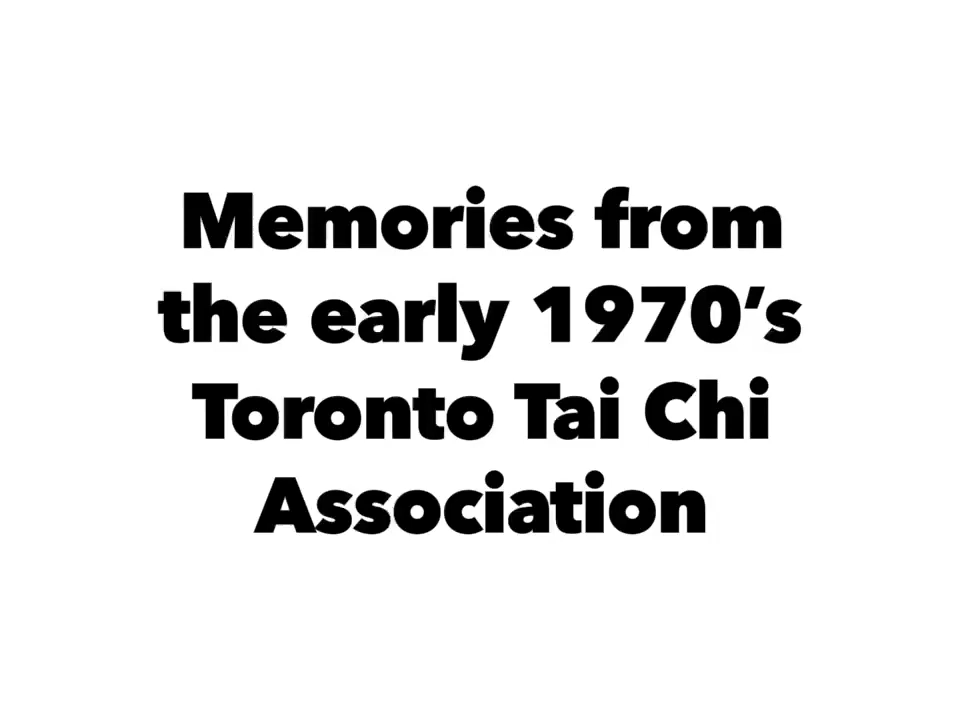 Memories from
the early 1970’s
Toronto Tai Chi
Association